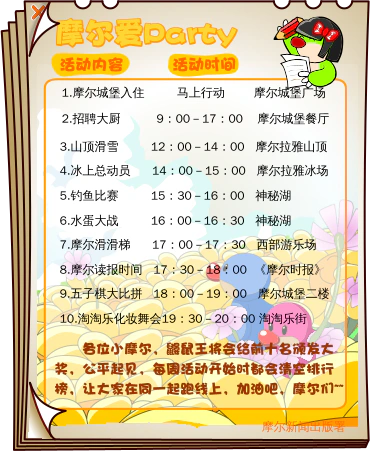 摩尔爱Party
活动内容 活动时间
1.摩尔城堡入住 马上行动 摩尔城堡广场
2.招聘大厨 9：00－17：00 摩尔城堡餐厅
3.山顶滑雪 12：00－14：00 摩尔拉雅山顶
4.冰上总动员 14：00－15：00 摩尔拉雅冰场
5.钓鱼比赛 15：30－16：00 神秘湖
6.水蛋大战 16：00－16：30 神秘湖
7.摩尔滑滑梯 17：00－17：30 西部游乐场
8.摩尔读报时间 17：30－18：00 《摩尔时报》
9.五子棋大比拼 18：00－19：00 摩尔城堡二楼
10.淘淘乐化妆舞会19：30－20：00 淘淘乐街
各位小摩尔，鼹鼠王将会给前十名颁发大
奖，公平起见，每周活动开始时都会清空排行
榜，让大家在同一起跑线上，加油吧，摩尔们~~
摩尔新闻出版署